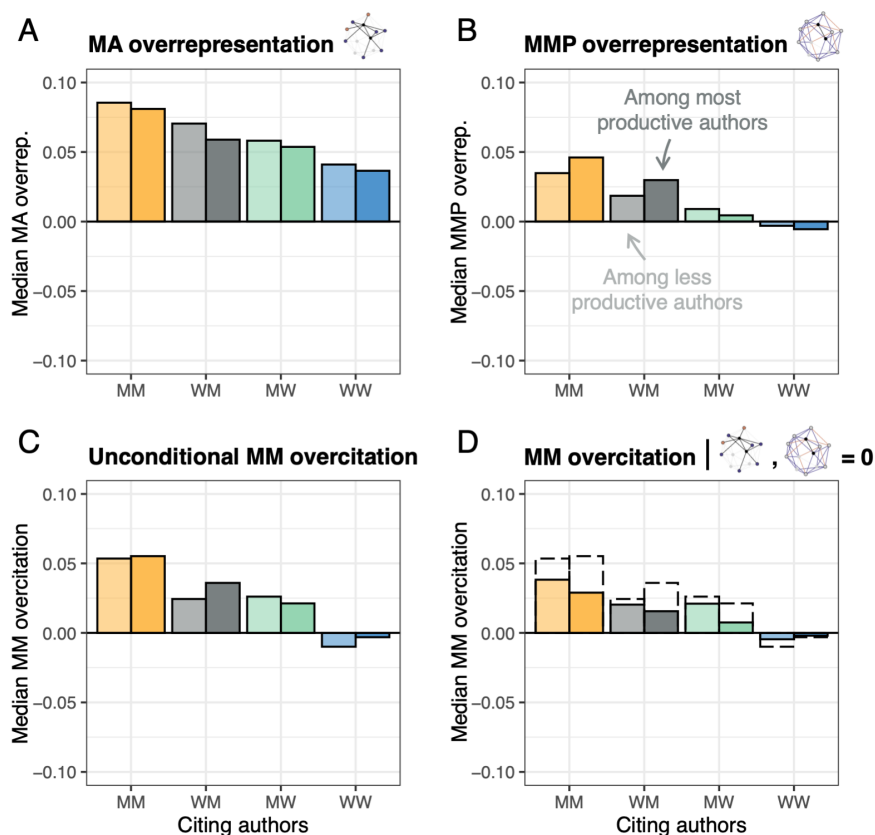 A
MA overrepresentation
Median MA overrep.
0.10
0.05
0.00
−0.05
−0.10
MM
WM
MW
WW
B
MMP overrepresentation
Median MMP overrep.
0.10
0.05
0.00
−0.05
−0.10
Among most
productive authors
Among less
productive authors
MM
WM
MW
WW
C
Unconditional MM overcitation
Median MM overcitation
0.10
0.05
0.00
−0.05
−0.10
MM
WM
MW
WW
Citing authors
D
MM overcitation | , = 0
Median MM overcitation
0.10
0.05
0.00
−0.05
−0.10
MM
WM
MW
WW
Citing authors